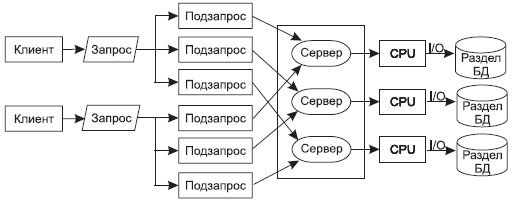 Подзапрос
Клиент
Запрос
Подзапрос
Сервер
CPU
I/O
Раздел
БД
Подзапрос
Клиент
Запрос
Подзапрос
Сервер
CPU
I/O
Раздел
БД
Подзапрос
Сервер
CPU
I/O
Раздел
БД
Подзапрос